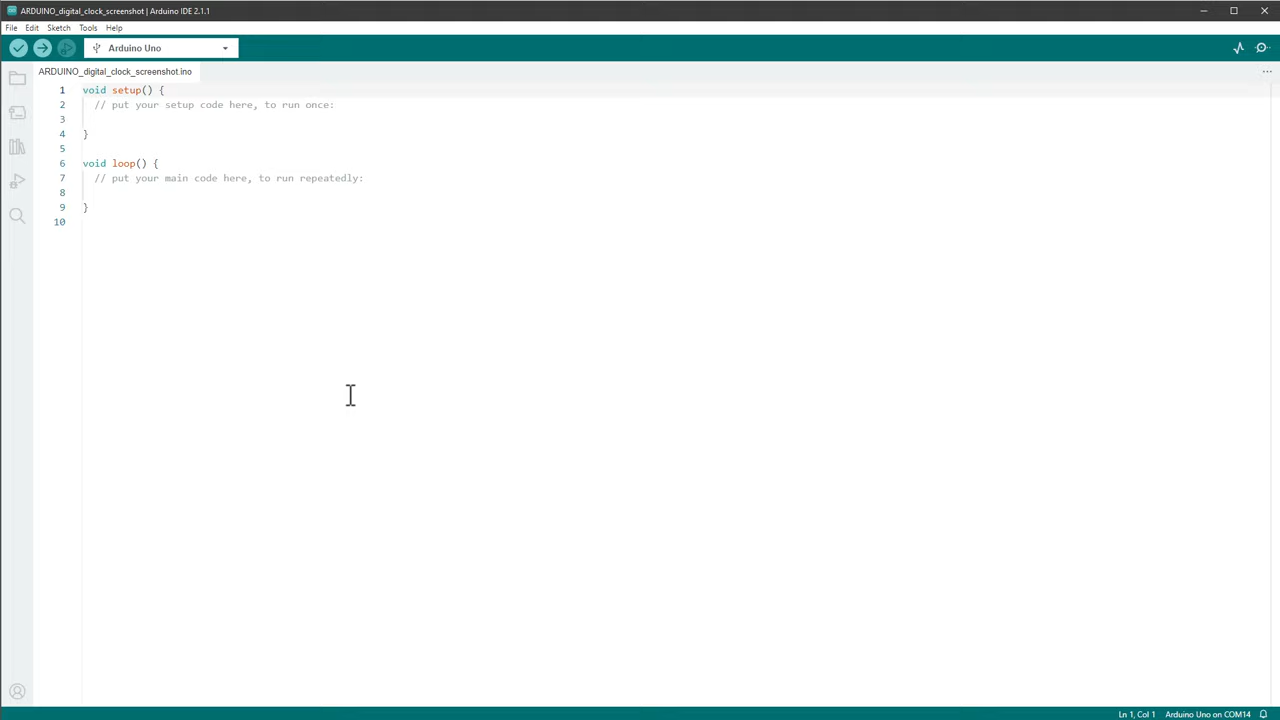 ARDUINO_digital_clock_screenshot | Arduino IDE 2.1.1
File Edit Sketch Tools Help
Arduino Uno
ARDUINO_digital_clock_screenshot.ino
1 void setup() {
2 // put your setup code here, to run once:
3
4 }
5
6 void loop() {
7 // put your main code here, to run repeatedly:
8
9 }
10
Ln 1, Col 1 Arduino Uno on COM14